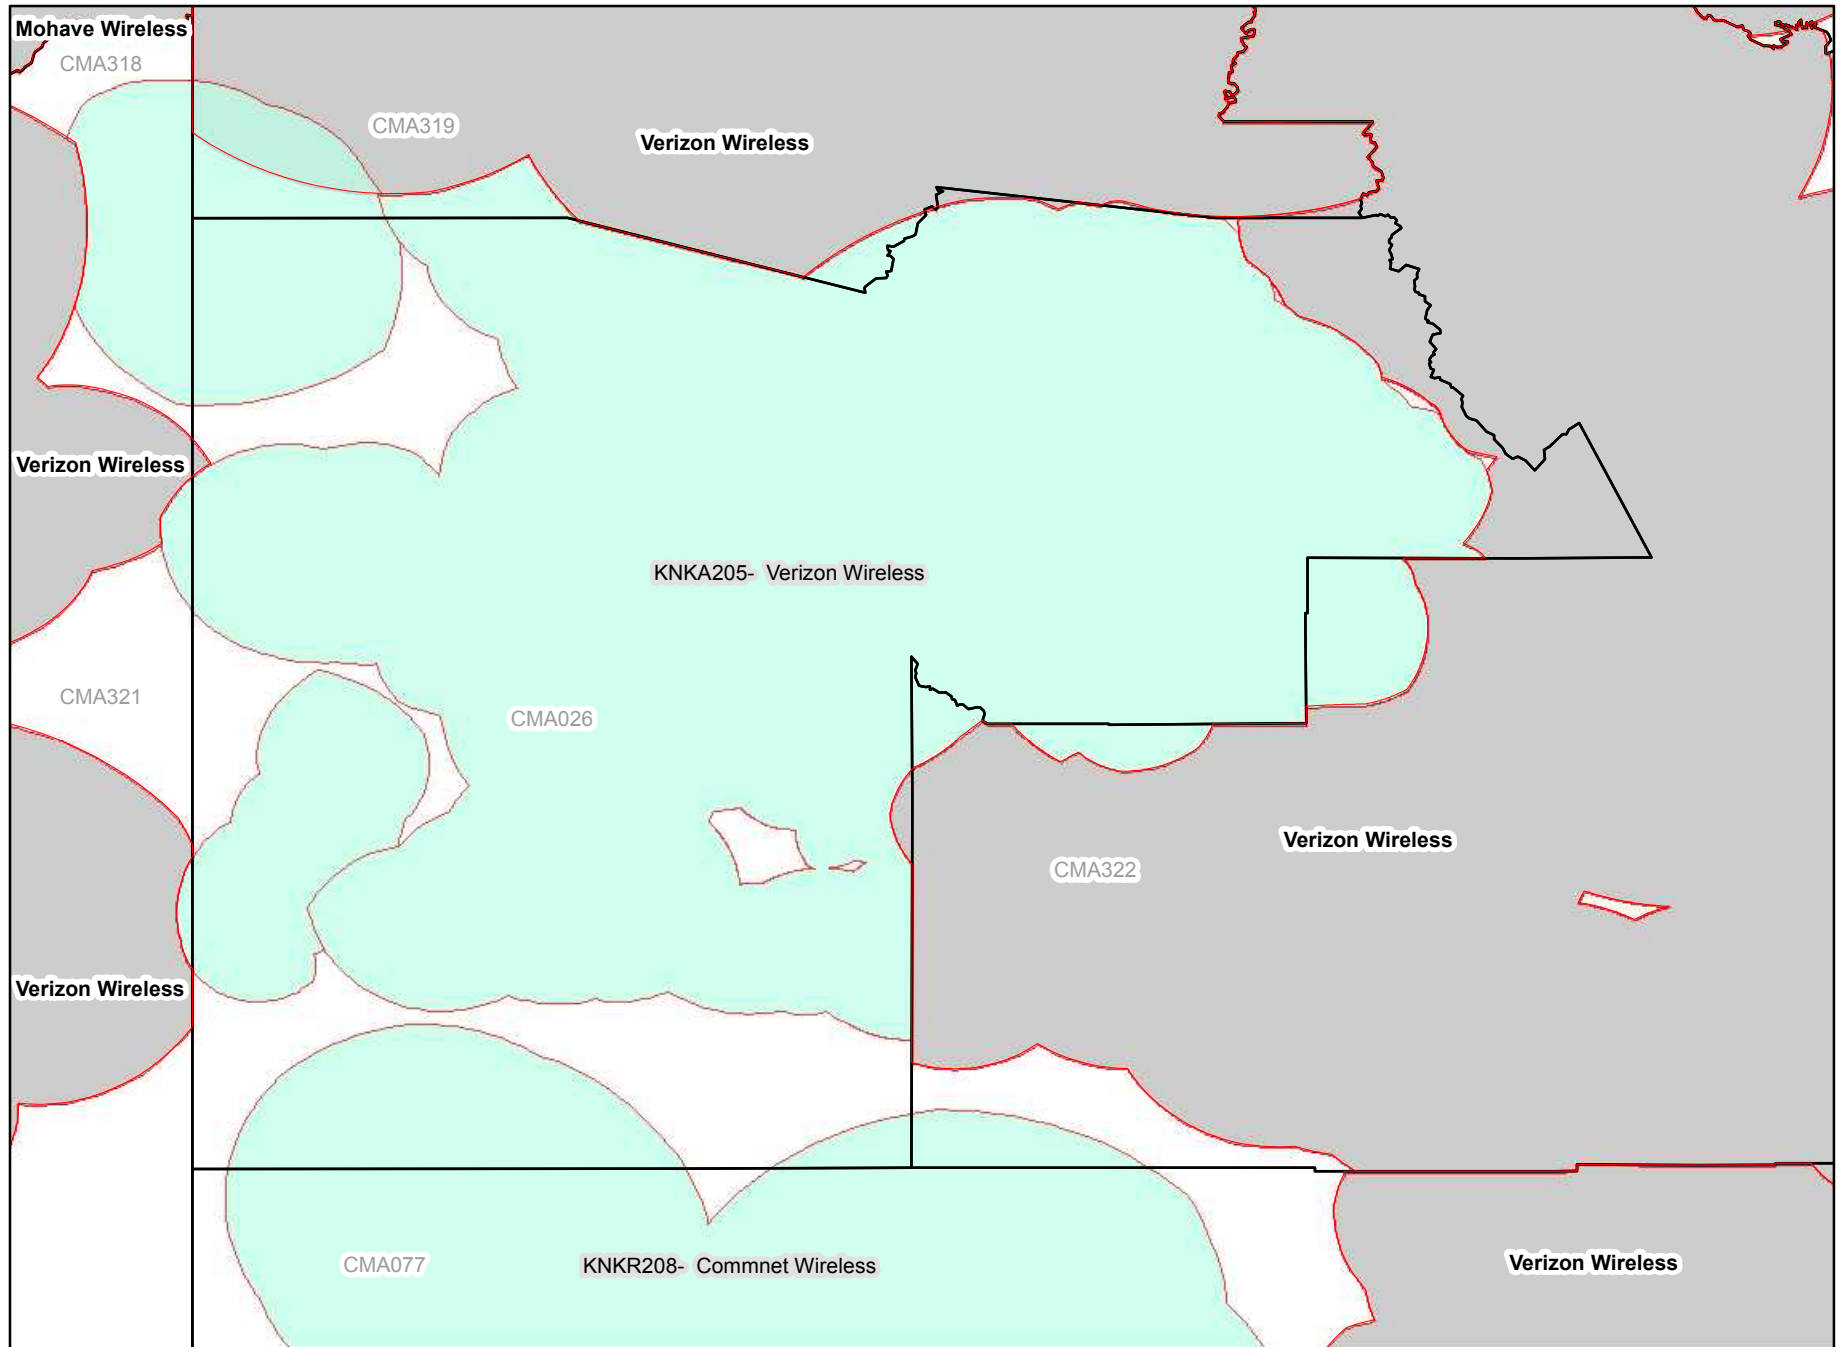 Mohave Wireless
CMA318
CMA319
Verizon Wireless
Verizon Wireless
KNKA205- Verizon Wireless
CMA321
CMA026
Verizon Wireless
CMA322
Verizon Wireless
CMA077
KNKR208- Commnet Wireless
Verizon Wireless